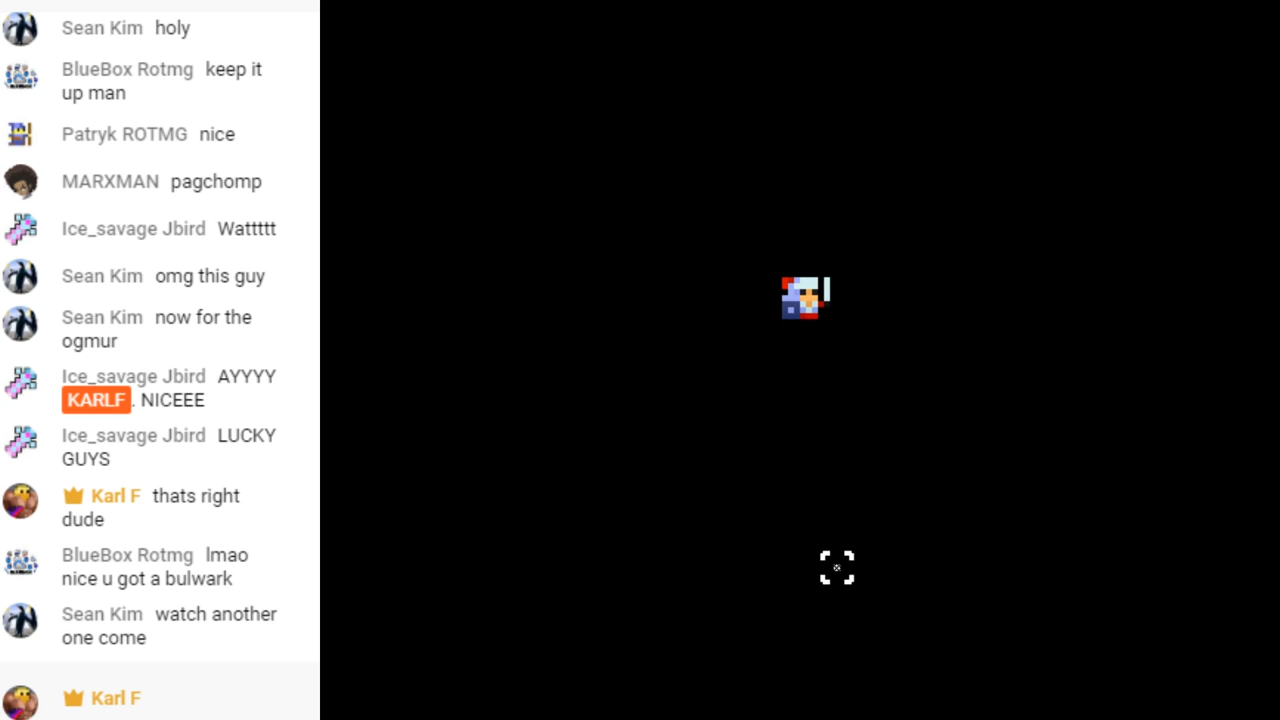 Sean Kim holy
BlueBox Rotmg keep it
up man
Patryk ROTMG nice
MARXMAN pagchomp
Ice_savage Jbird Wattttt
Sean Kim omg this guy
Sean Kim now for the
ogmur
Ice_savage Jbird AYYYY
KARLF. NICEEE
Ice_savage Jbird LUCKY
GUYS
Karl F thats right
dude
BlueBox Rotmg lmao
nice u got a bulwark
Sean Kim watch another
one come
Karl F